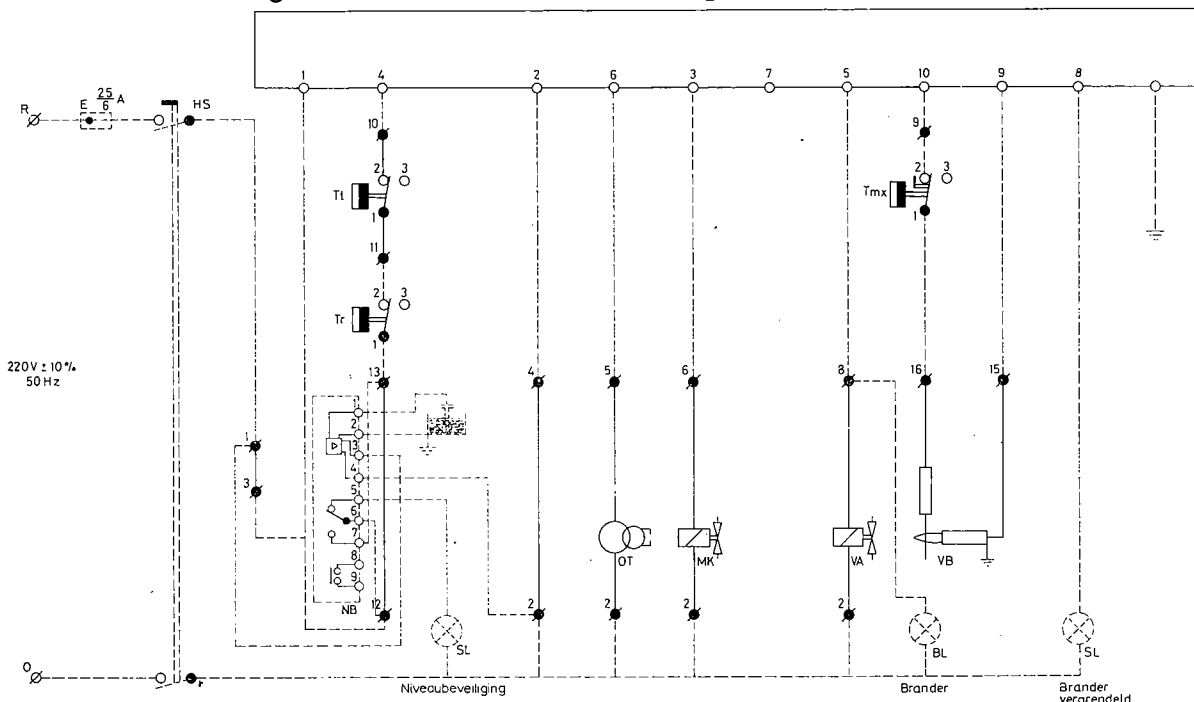 1 4 2 6 3 7 5 10 9 8
R E 25/6 A HS
10 9
2 3 2 3
Tt Tmx
1 1
11
2 3
Tr
1
220V ± 10%
50 Hz
13 4 5 6 8 16 15
1
2
1 3
4
3 5
6
7
8
9
OT MK VA VB
NB 12 2 2 2 2
SL BL SL
0 r
Niveaubeveiliging Brander Brander
vergrendeld